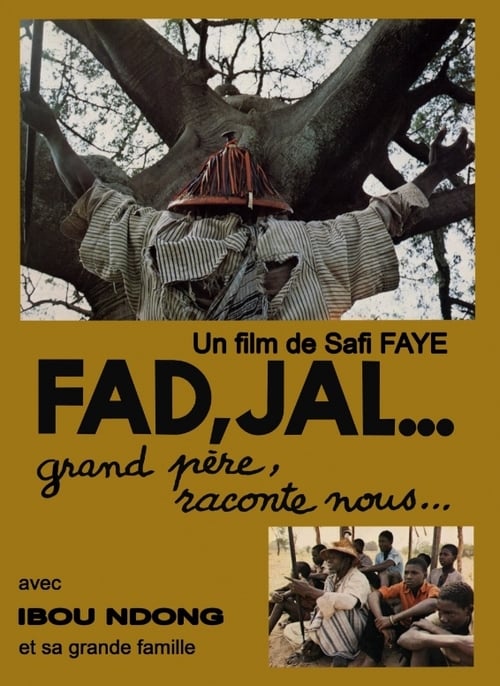 Un film de Safi FAYE
FAD, JAL...
grand père,
raconte nous...
avec
IBOU NDONG
et sa grande famille